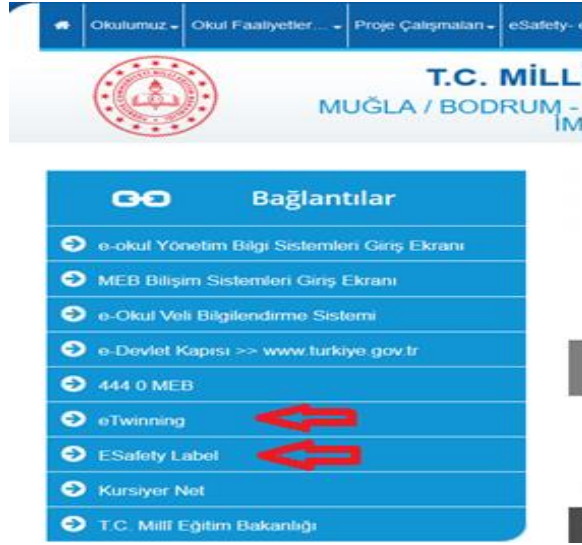 Okulumuz
Okul Faaliyetler...
Proje Çalışmaları
eSafety-
T.C. MİLL
MUĞLA / BODRUM -
İM
Bağlantılar
e-okul Yönetim Bilgi Sistemleri Giriş Ekranı
MEB Bilişim Sistemleri Giriş Ekranı
e-Okul Veli Bilgilendirme Sistemi
e-Devlet Kapısı >> www.turkiye.gov.tr
444 0 MEB
eTwinning
ESafety Label
Kursiyer Net
T.C. Millî Eğitim Bakanlığı